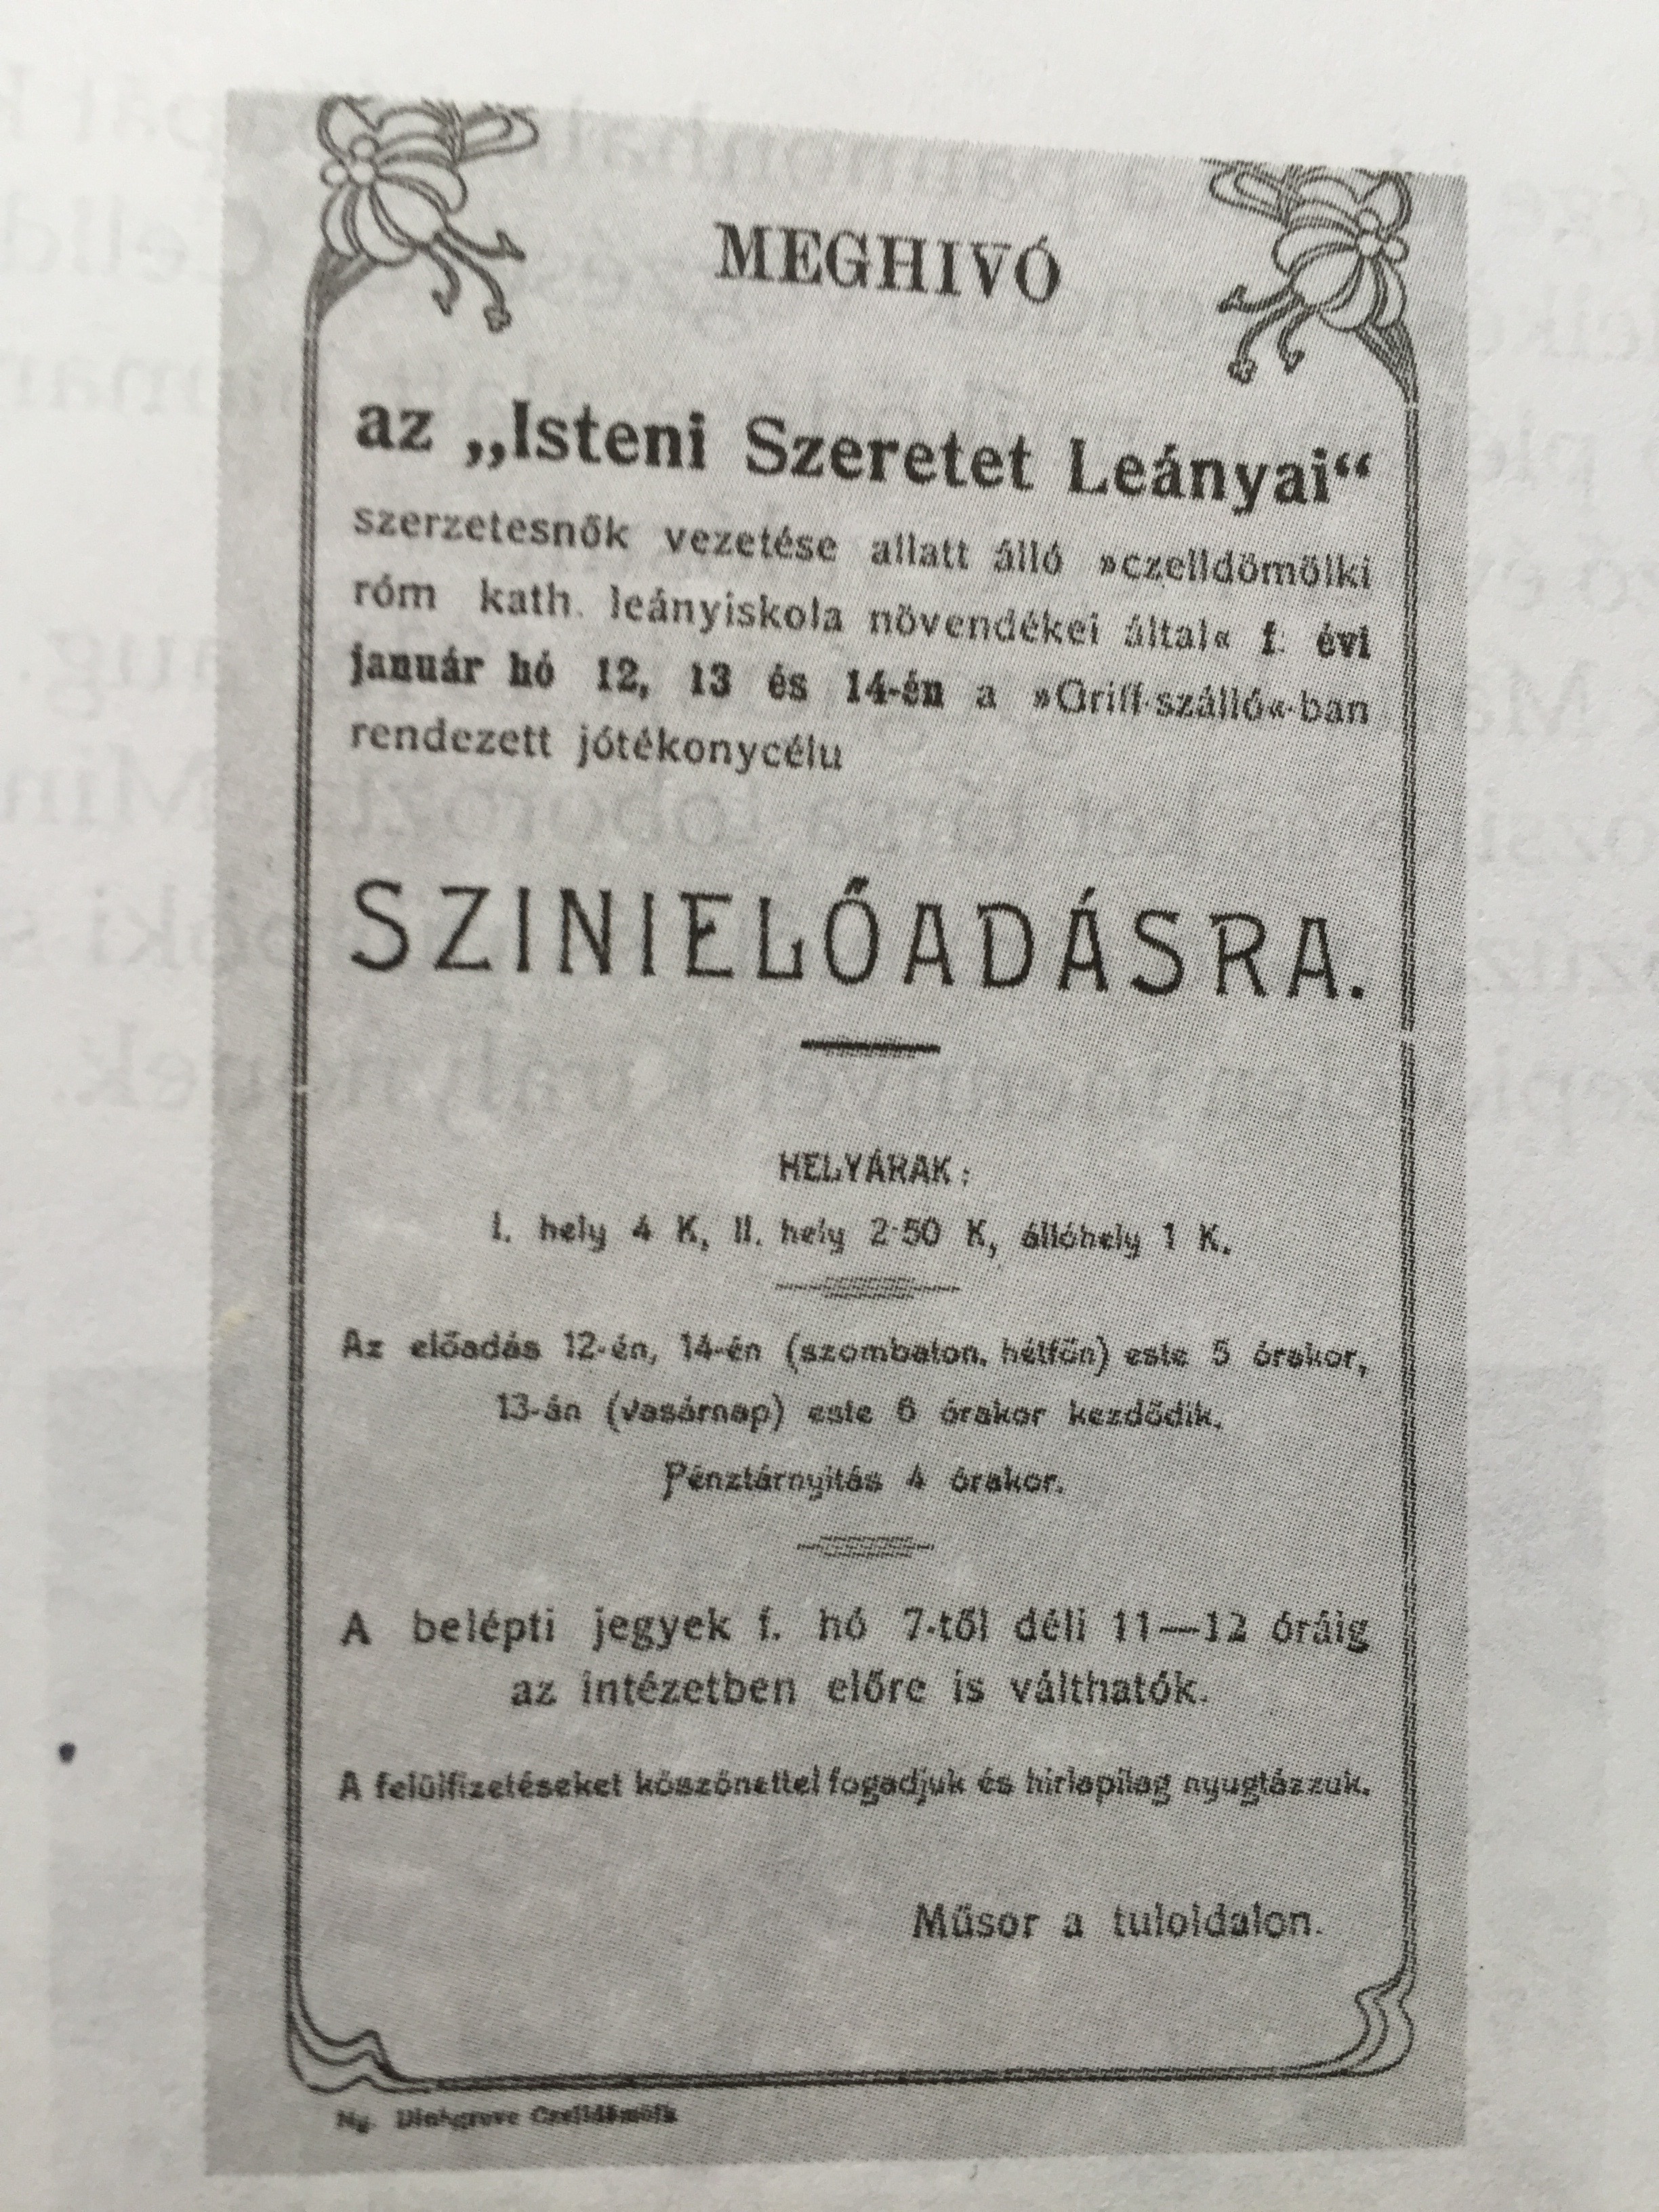 MEGHIVÓ
az „Isteni Szeretet Leányai“
szerzetesnők vezetése allatt álló »czelldömölki
róm kath. leányiskola növendékei által« f. évi
január hó 12, 13 és 14-én a »Griff-szálló«-ban
rendezett jótékonycélu
SZINIELŐADÁSRA.
HELYÁRAK:
I. hely 4 K, II. hely 2·50 K, állóhely 1 K.
Az előadás 12-én, 14-én (szombaton, hétfőn) este 5 órakor,
13-án (vasárnap) este 6 órakor kezdődik.
Pénztárnyitás 4 órakor.
A belépti jegyek f. hó 7-től déli 11—12 óráig
az intézetben előre is válthatók.
A felülfizetéseket köszönettel fogadjuk és hirlapilag nyugtázzuk.
Műsor a tuloldalon.
Ny. Dinkgreve Czelldömölk